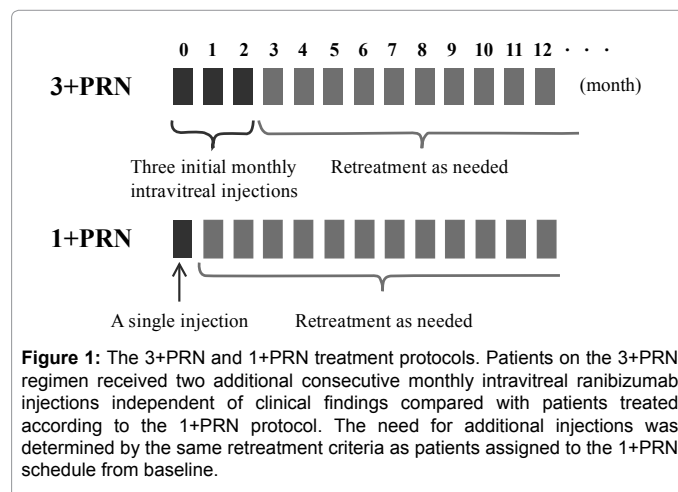 0 1 2 3 4 5 6 7 8 9 10 11 12 · · ·
3+PRN (month)
Three initial monthly
intravitreal injections
Retreatment as needed
1+PRN
A single injection
Retreatment as needed
Figure 1: The 3+PRN and 1+PRN treatment protocols. Patients on the 3+PRN
regimen received two additional consecutive monthly intravitreal ranibizumab
injections independent of clinical findings compared with patients treated
according to the 1+PRN protocol. The need for additional injections was
determined by the same retreatment criteria as patients assigned to the 1+PRN
schedule from baseline.